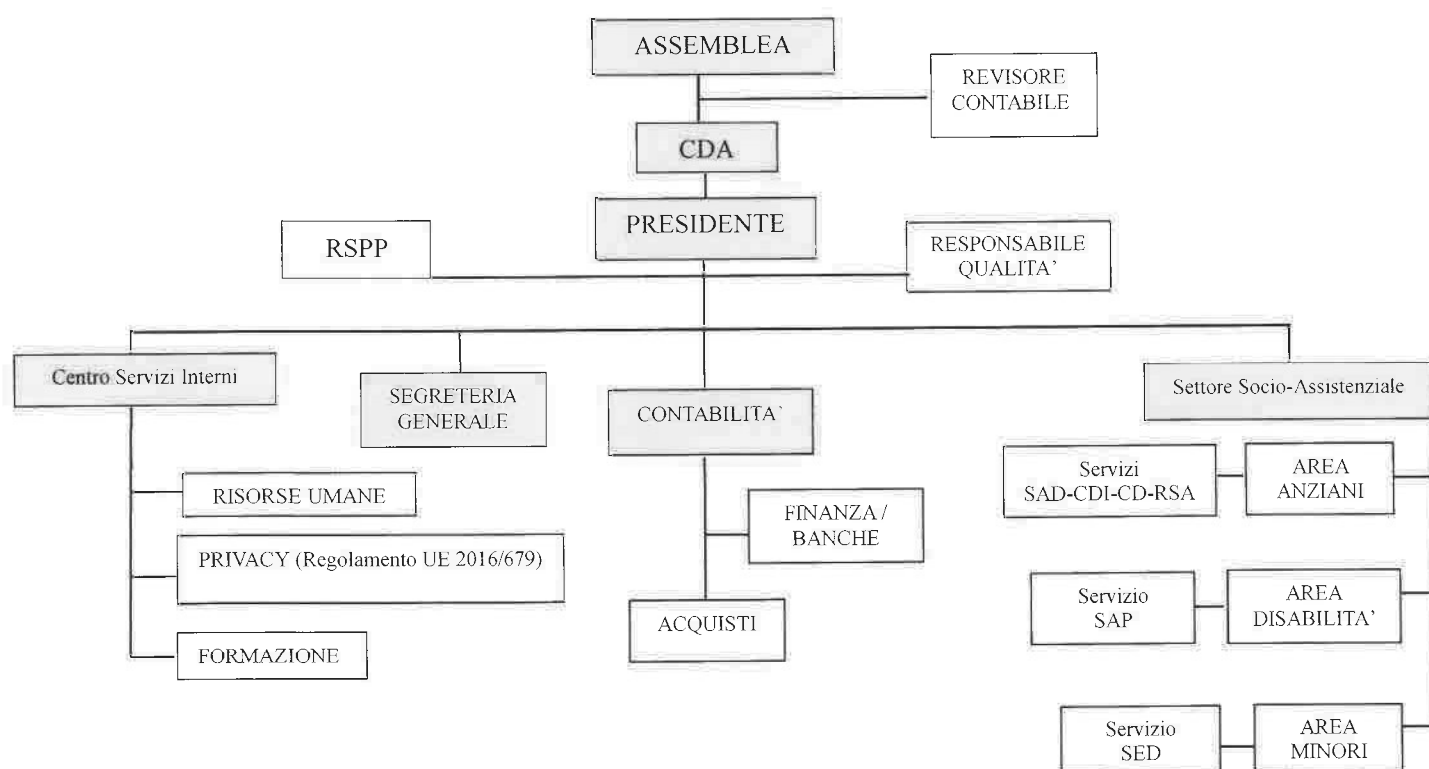 ASSEMBLEA
REVISORE
CONTABILE
CDA
PRESIDENTE
RSPP
RESPONSABILE
QUALITA’
Centro Servizi Interni
SEGRETERIA
GENERALE
CONTABILITA`
Settore Socio-Assistenziale
RISORSE UMANE
PRIVACY (Regolamento UE 2016/679)
FORMAZIONE
FINANZA /
BANCHE
ACQUISTI
Servizi
SAD-CDI-CD-RSA
AREA
ANZIANI
Servizio
SAP
AREA
DISABILITA’
Servizio
SED
AREA
MINORI